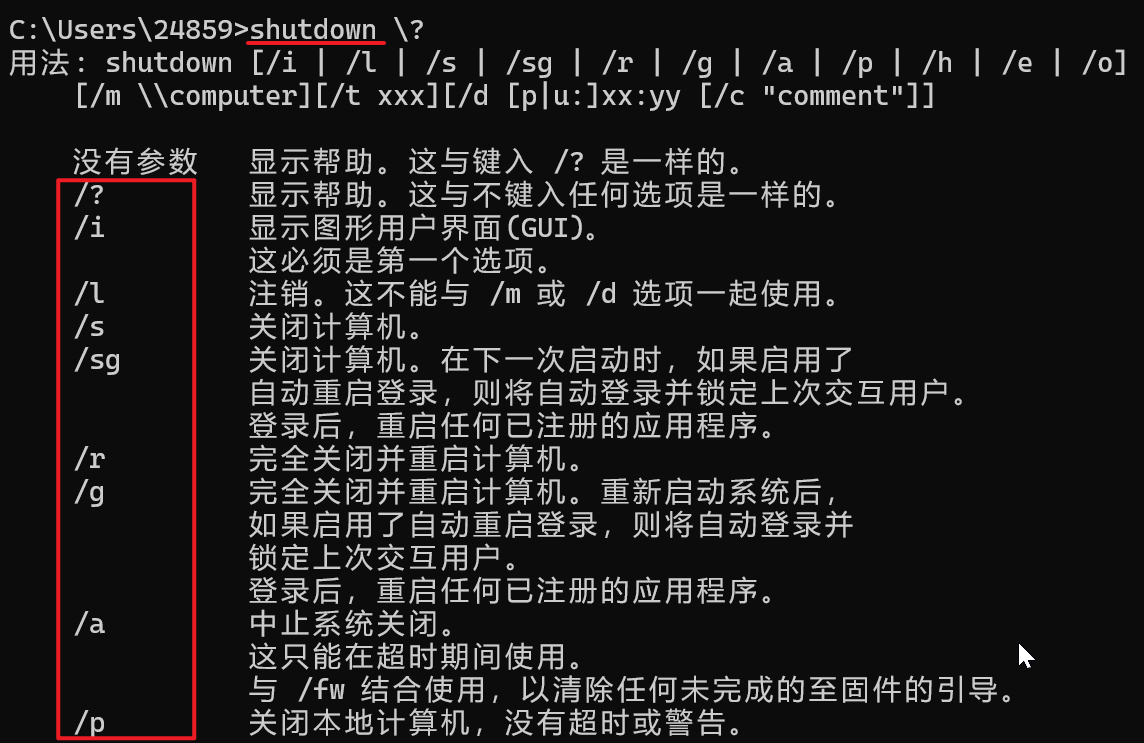 C:\Users\24859>shutdown \?
用法: shutdown [/i | /l | /s | /sg | /r | /g | /a | /p | /h | /e | /o]
[/m \\computer][/t xxx][/d [p|u:]xx:yy [/c "comment"]]
没有参数 显示帮助。这与键入 /? 是一样的。
/? 显示帮助。这与不键入任何选项是一样的。
/i 显示图形用户界面(GUI)。
这必须是第一个选项。
/l 注销。这不能与 /m 或 /d 选项一起使用。
/s 关闭计算机。
/sg 关闭计算机。在下一次启动时，如果启用了
自动重启登录，则将自动登录并锁定上次交互用户。
登录后，重启任何已注册的应用程序。
/r 完全关闭并重启计算机。
/g 完全关闭并重启计算机。重新启动系统后，
如果启用了自动重启登录，则将自动登录并
锁定上次交互用户。
登录后，重启任何已注册的应用程序。
/a 中止系统关闭。
这只能在超时期间使用。
与 /fw 结合使用，以清除任何未完成的至固件的引导。
/p 关闭本地计算机，没有超时或警告。